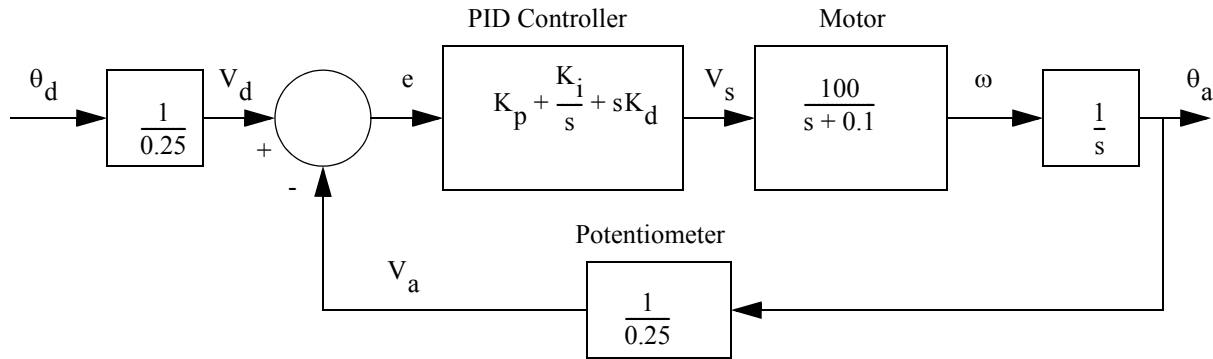 PID Controller
Motor
θd
Vd
e
Vs
ω
θa
1
0.25
Kp + Ki/s + sKd
100
s + 0.1
1
s
+
-
Potentiometer
Va
1
0.25